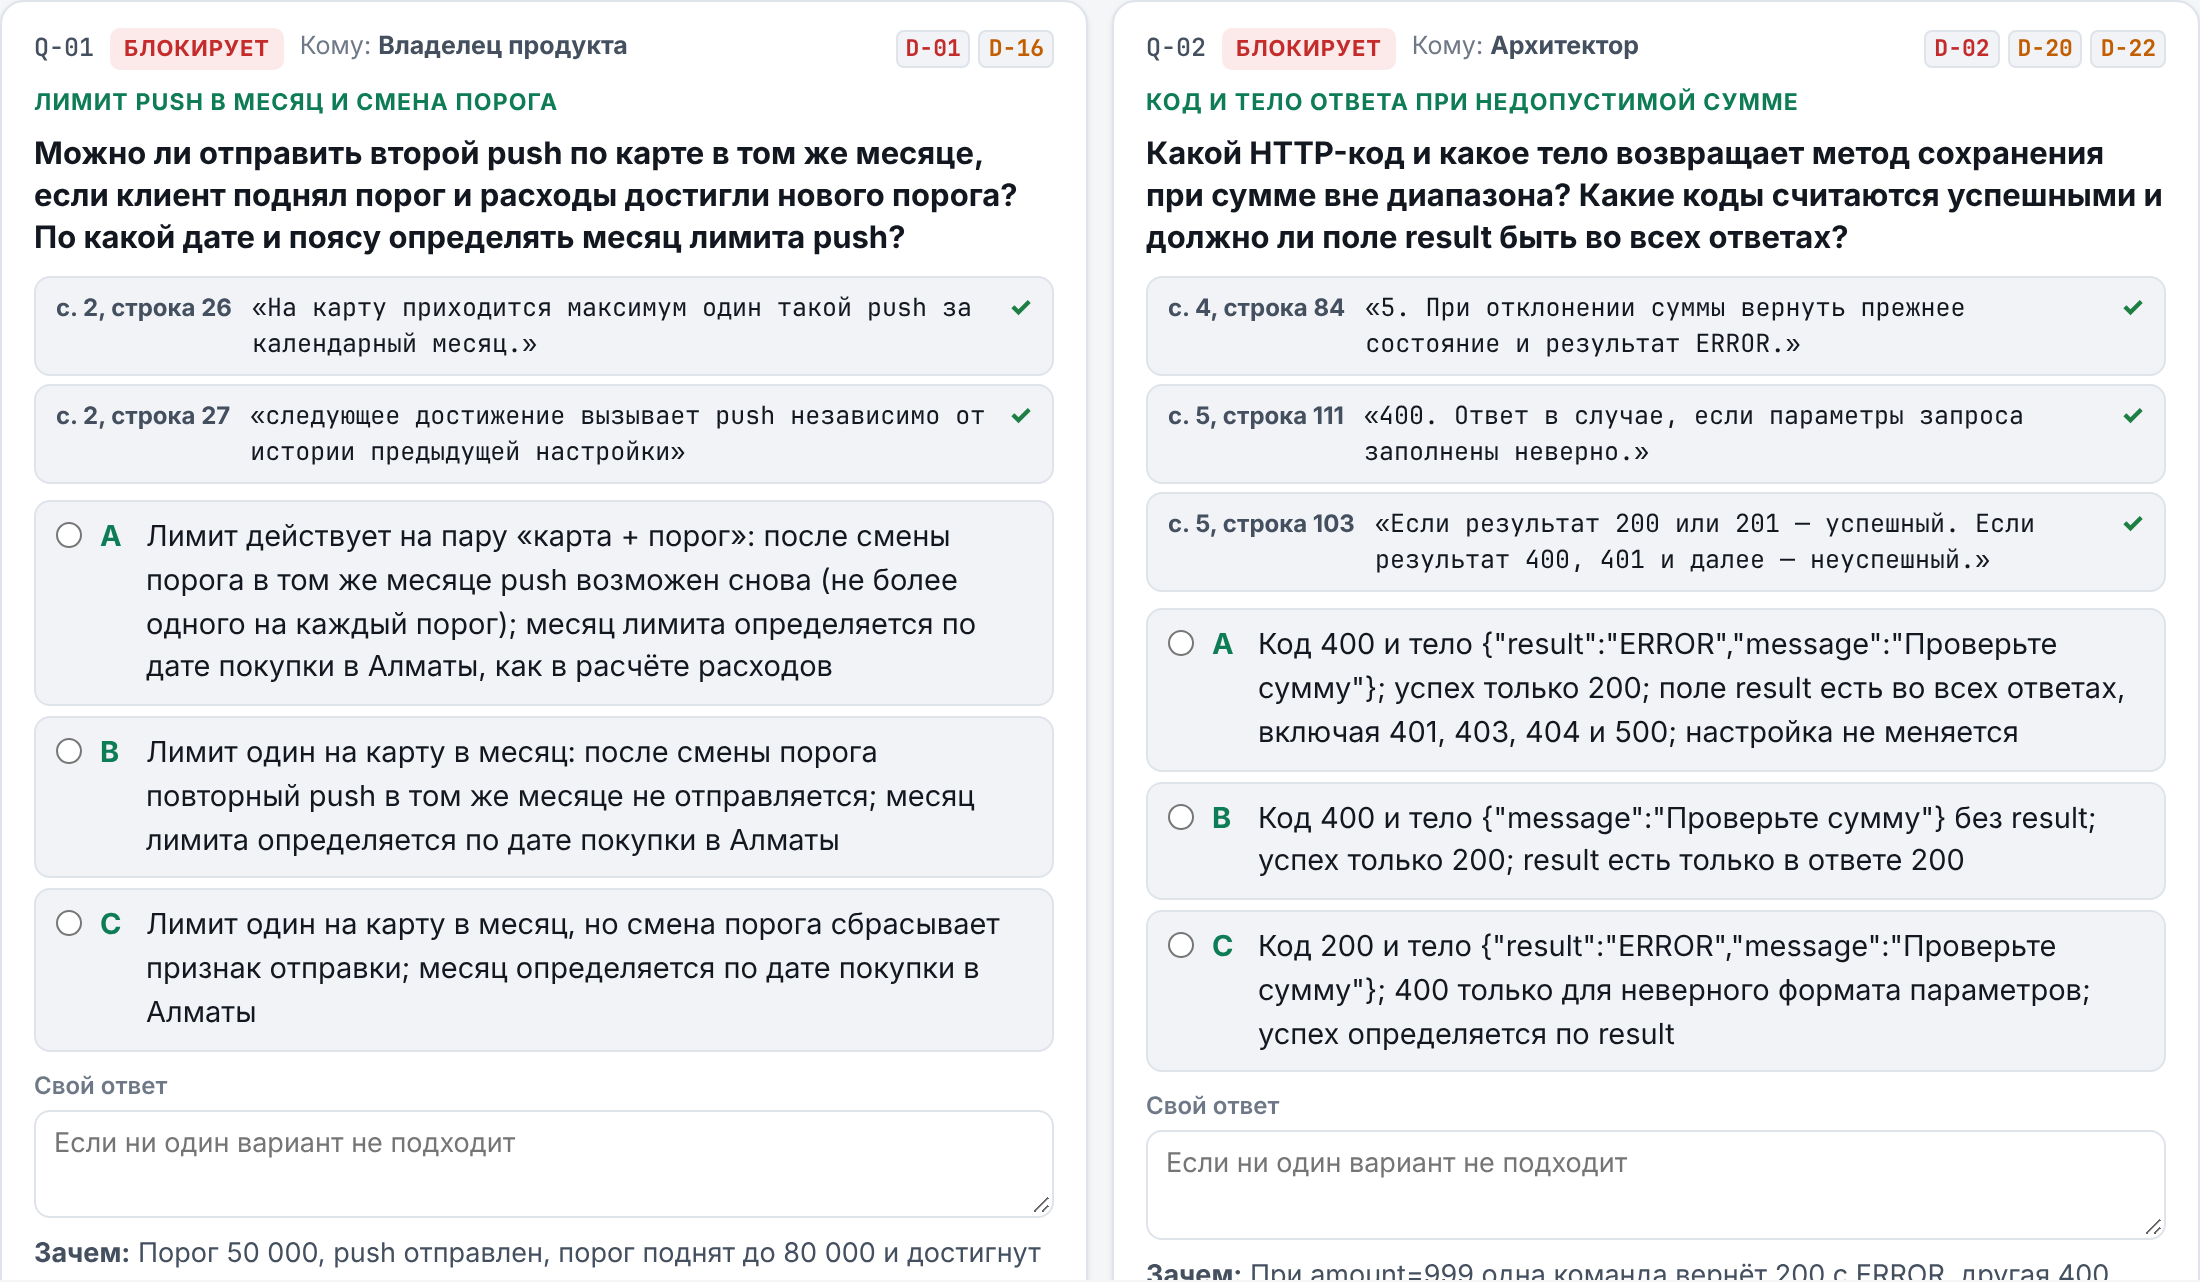 Q-01 БЛОКИРУЕТ Кому: Владелец продукта D-01 D-16
ЛИМИТ PUSH В МЕСЯЦ И СМЕНА ПОРОГА
Можно ли отправить второй push по карте в том же месяце,
если клиент поднял порог и расходы достигли нового порога?
По какой дате и поясу определять месяц лимита push?
с. 2, строка 26 «На карту приходится максимум один такой push за
календарный месяц.»
с. 2, строка 27 «следующее достижение вызывает push независимо от
истории предыдущей настройки»
A Лимит действует на пару «карта + порог»: после смены
порога в том же месяце push возможен снова (не более
одного на каждый порог); месяц лимита определяется по
дате покупки в Алматы, как в расчёте расходов
B Лимит один на карту в месяц: после смены порога
повторный push в том же месяце не отправляется; месяц
лимита определяется по дате покупки в Алматы
C Лимит один на карту в месяц, но смена порога сбрасывает
признак отправки; месяц определяется по дате покупки в
Алматы
Свой ответ
Если ни один вариант не подходит
Зачем: Порог 50 000, push отправлен, порог поднят до 80 000 и достигнут
Q-02 БЛОКИРУЕТ Кому: Архитектор D-02 D-20 D-22
КОД И ТЕЛО ОТВЕТА ПРИ НЕДОПУСТИМОЙ СУММЕ
Какой HTTP-код и какое тело возвращает метод сохранения
при сумме вне диапазона? Какие коды считаются успешными и
должно ли поле result быть во всех ответах?
с. 4, строка 84 «5. При отклонении суммы вернуть прежнее
состояние и результат ERROR.»
с. 5, строка 111 «400. Ответ в случае, если параметры запроса
заполнены неверно.»
с. 5, строка 103 «Если результат 200 или 201 — успешный. Если
результат 400, 401 и далее — неуспешный.»
A Код 400 и тело {"result":"ERROR","message":"Проверьте
сумму"}; успех только 200; поле result есть во всех ответах,
включая 401, 403, 404 и 500; настройка не меняется
B Код 400 и тело {"message":"Проверьте сумму"} без result;
успех только 200; result есть только в ответе 200
C Код 200 и тело {"result":"ERROR","message":"Проверьте
сумму"}; 400 только для неверного формата параметров;
успех определяется по result
Свой ответ
Если ни один вариант не подходит
Зачем: При amount=999 одна команда вернёт 200 с ERROR, другая 400